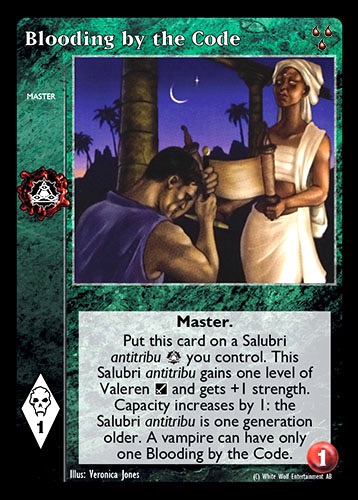 Blooding by the Code
MASTER
Master.
Put this card on a Salubri
antitribu you control. This
Salubri antitribu gains one level of
Valeren and gets +1 strength.
Capacity increases by 1: the
Salubri antitribu is one generation
older. A vampire can have only
one Blooding by the Code.
1
1
Illus: Veronica Jones
(C) White Wolf Entertainment AB